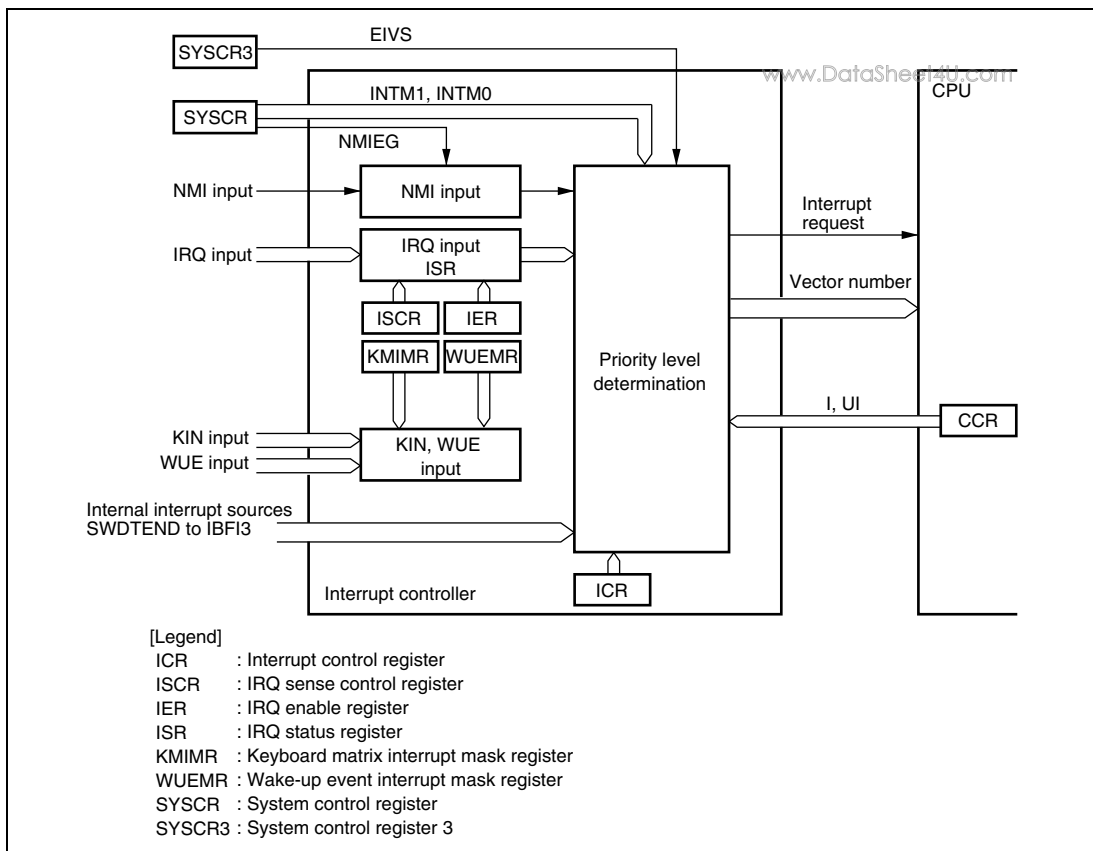 EIVS
SYSCR3
www.DataSheet4U.com
CPU
INTM1, INTM0
SYSCR
NMIEG
NMI input
NMI input
Interrupt
request
IRQ input
IRQ input
ISR
Vector number
ISCR
IER
KMIMR
WUEMR
Priority level
determination
I, UI
CCR
KIN input
WUE input
KIN, WUE
input
Internal interrupt sources
SWDTEND to IBFI3
ICR
Interrupt controller
[Legend]
ICR : Interrupt control register
ISCR : IRQ sense control register
IER : IRQ enable register
ISR : IRQ status register
KMIMR : Keyboard matrix interrupt mask register
WUEMR : Wake-up event interrupt mask register
SYSCR : System control register
SYSCR3 : System control register 3